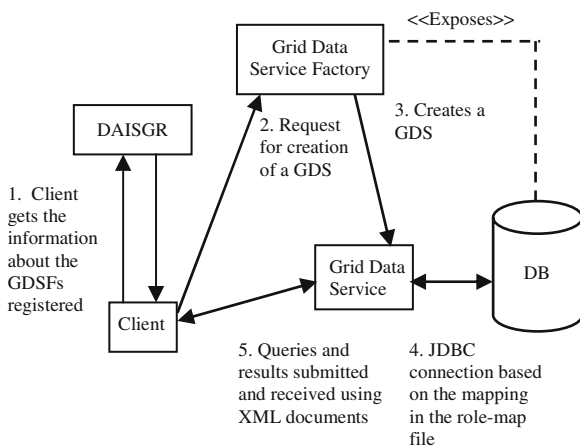 <<Exposes>>
Grid Data
Service Factory
DAISGR
2. Request
for creation
of a GDS
3. Creates a
GDS
1. Client
gets the
information
about the
GDSFs
registered
Grid Data
Service
DB
Client
5. Queries and
results submitted
and received using
XML documents
4. JDBC
connection based
on the mapping
in the role-map
file